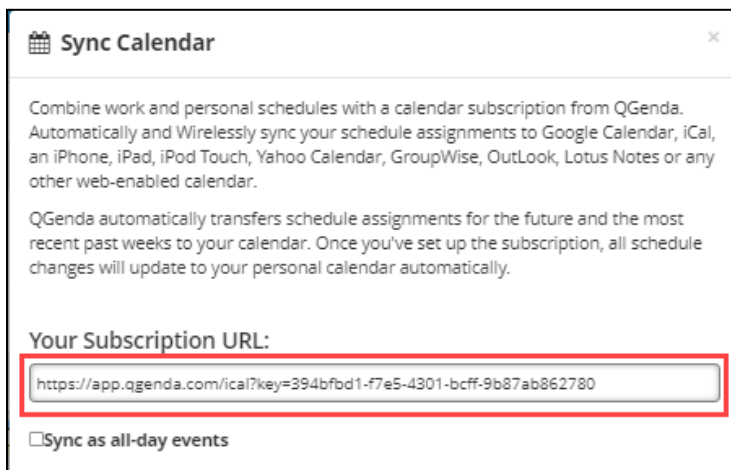 Sync Calendar
×
Combine work and personal schedules with a calendar subscription from QGenda.
Automatically and Wirelessly sync your schedule assignments to Google Calendar, iCal,
an iPhone, iPad, iPod Touch, Yahoo Calendar, GroupWise, OutLook, Lotus Notes or any
other web-enabled calendar.
QGenda automatically transfers schedule assignments for the future and the most
recent past weeks to your calendar. Once you've set up the subscription, all schedule
changes will update to your personal calendar automatically.
Your Subscription URL:
https://app.qgenda.com/ical?key=394bfbd1-f7e5-4301-bcff-9b87ab862780
Sync as all-day events